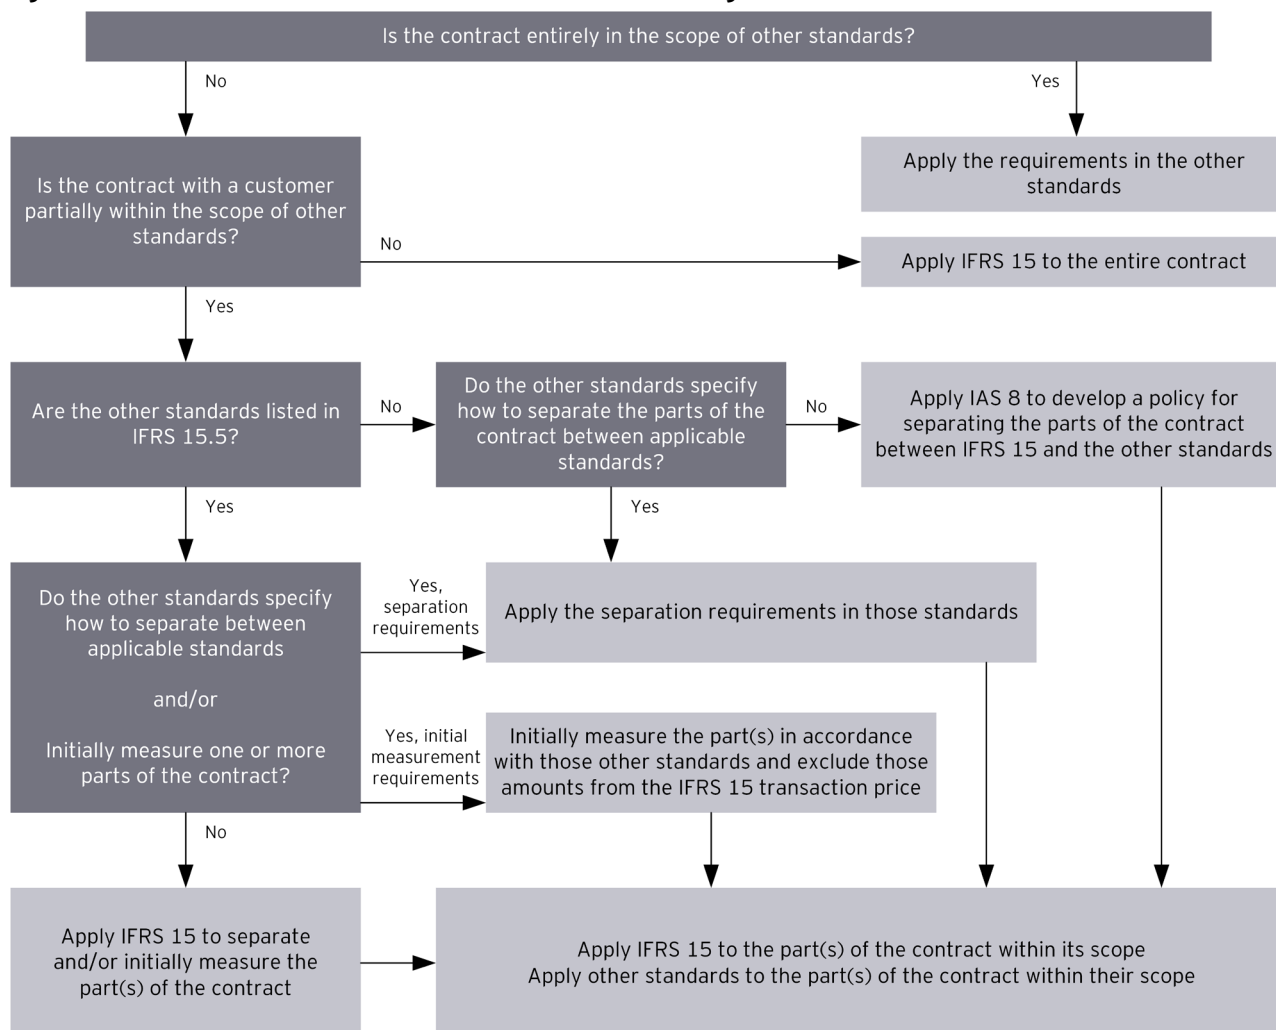 Is the contract entirely in the scope of other standards?
No
Yes
Is the contract with a customer
partially within the scope of other
standards?
Apply the requirements in the other
standards
No
Apply IFRS 15 to the entire contract
Yes
Are the other standards listed in
IFRS 15.5?
No
Do the other standards specify
how to separate the parts of the
contract between applicable
standards?
No
Apply IAS 8 to develop a policy for
separating the parts of the contract
between IFRS 15 and the other standards
Yes
Yes
Do the other standards specify
how to separate between
applicable standards
and/or
Initially measure one or more
parts of the contract?
Yes,
separation
requirements
Apply the separation requirements in those standards
Yes, initial
measurement
requirements
Initially measure the part(s) in accordance
with those other standards and exclude those
amounts from the IFRS 15 transaction price
No
Apply IFRS 15 to separate
and/or initially measure the
part(s) of the contract
Apply IFRS 15 to the part(s) of the contract within its scope
Apply other standards to the part(s) of the contract within their scope